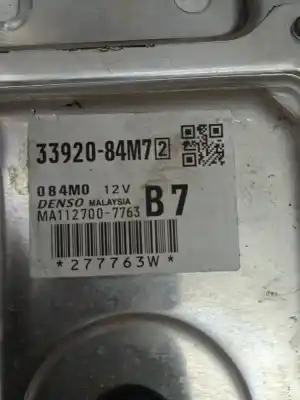 33920-84M7 2
084M0 12V
DENSO MALAYSIA
MA112700-7763 B7
*277763W*